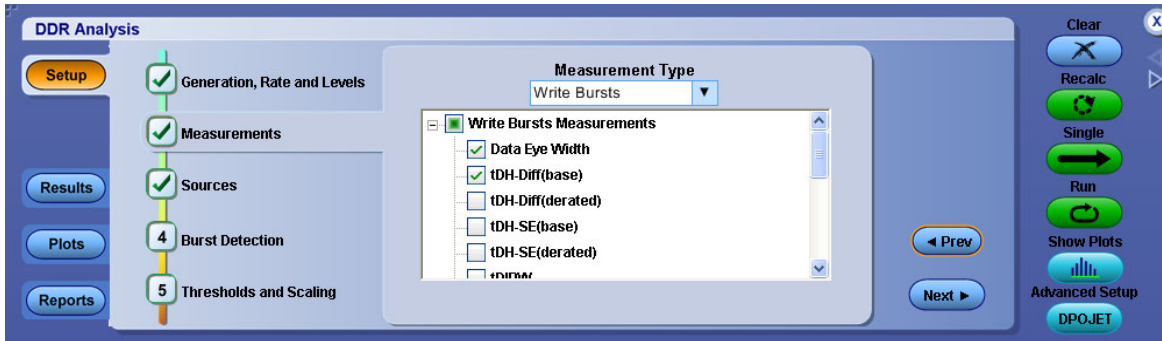 DDR Analysis
Setup
Results
Plots
Reports
Generation, Rate and Levels
Measurements
Sources
4 Burst Detection
5 Thresholds and Scaling
Measurement Type
Write Bursts
Write Bursts Measurements
Data Eye Width
tDH-Diff(base)
tDH-Diff(derated)
tDH-SE(base)
tDH-SE(derated)
Prev
Next
Clear
X
Recalc
Single
Run
Show Plots
Advanced Setup
DPOJET